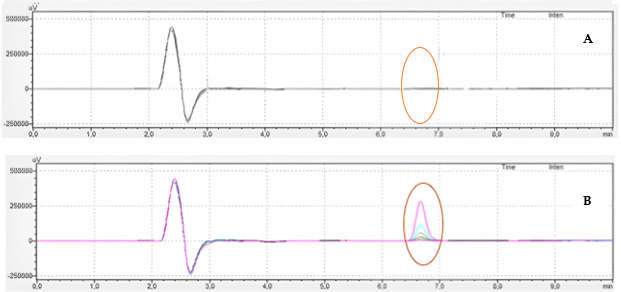 uV
500000
Time Inten.
A
250000
0
-250000
0,0 1,0 2,0 3,0 4,0 5,0 6,0 7,0 8,0 9,0 min
uV
500000
Time Inten.
B
250000
0
-250000
0,0 1,0 2,0 3,0 4,0 5,0 6,0 7,0 8,0 9,0 min